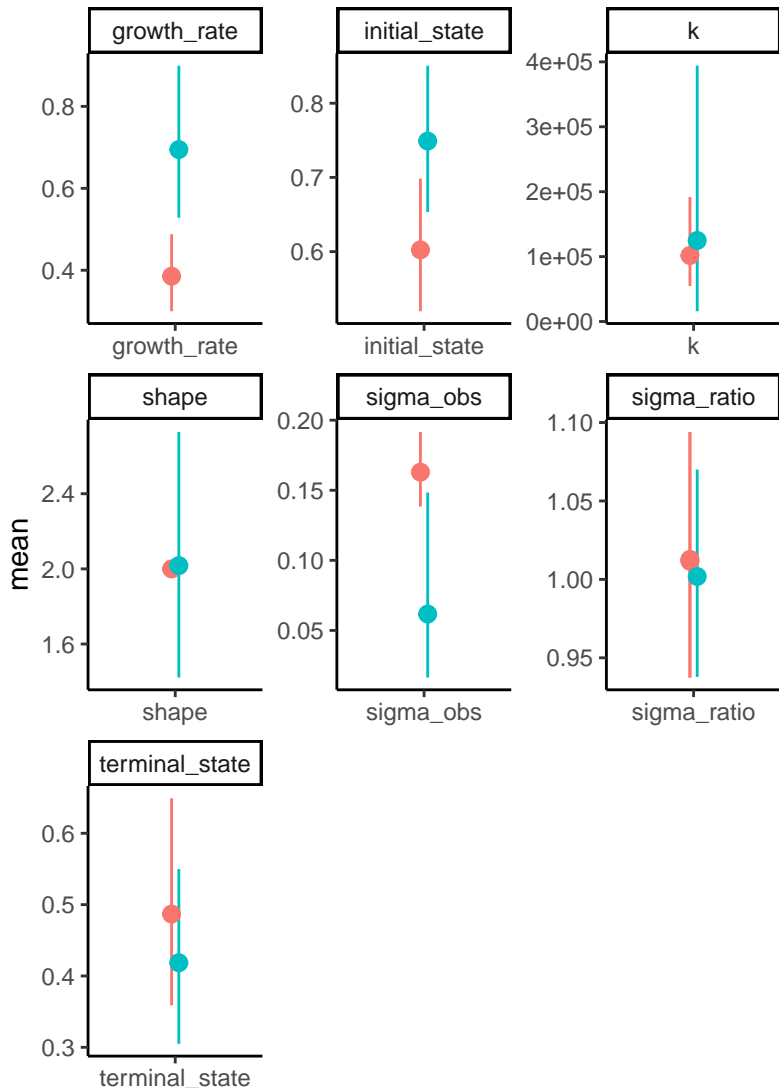 growth_rate
0.8
0.6
0.4
growth_rate
initial_state
0.8
0.7
0.6
initial_state
k
4e+05
3e+05
2e+05
1e+05
0e+00
k
mean
shape
2.4
2.0
1.6
shape
sigma_obs
0.20
0.15
0.10
0.05
sigma_obs
sigma_ratio
1.10
1.05
1.00
0.95
sigma_ratio
terminal_state
0.6
0.5
0.4
0.3
terminal_state